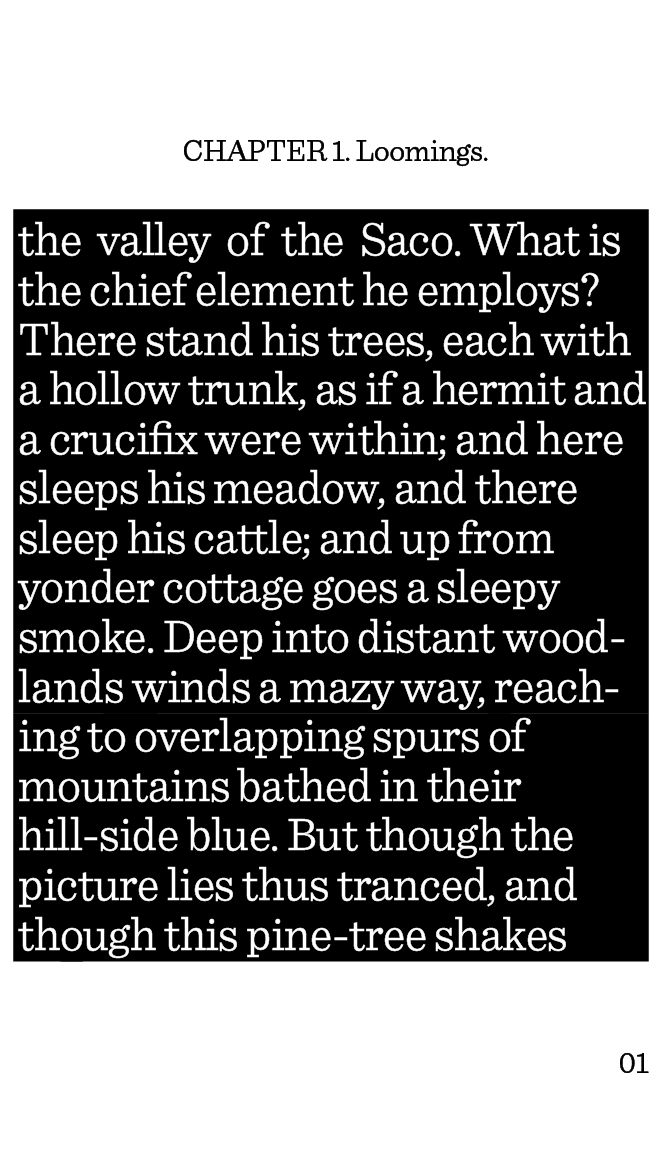 CHAPTER 1. Loomings.
the valley of the Saco. What is
the chief element he employs?
There stand his trees, each with
a hollow trunk, as if a hermit and
a crucifix were within; and here
sleeps his meadow, and there
sleep his cattle; and up from
yonder cottage goes a sleepy
smoke. Deep into distant wood-
lands winds a mazy way, reach-
ing to overlapping spurs of
mountains bathed in their
hill-side blue. But though the
picture lies thus tranced, and
though this pine-tree shakes
01